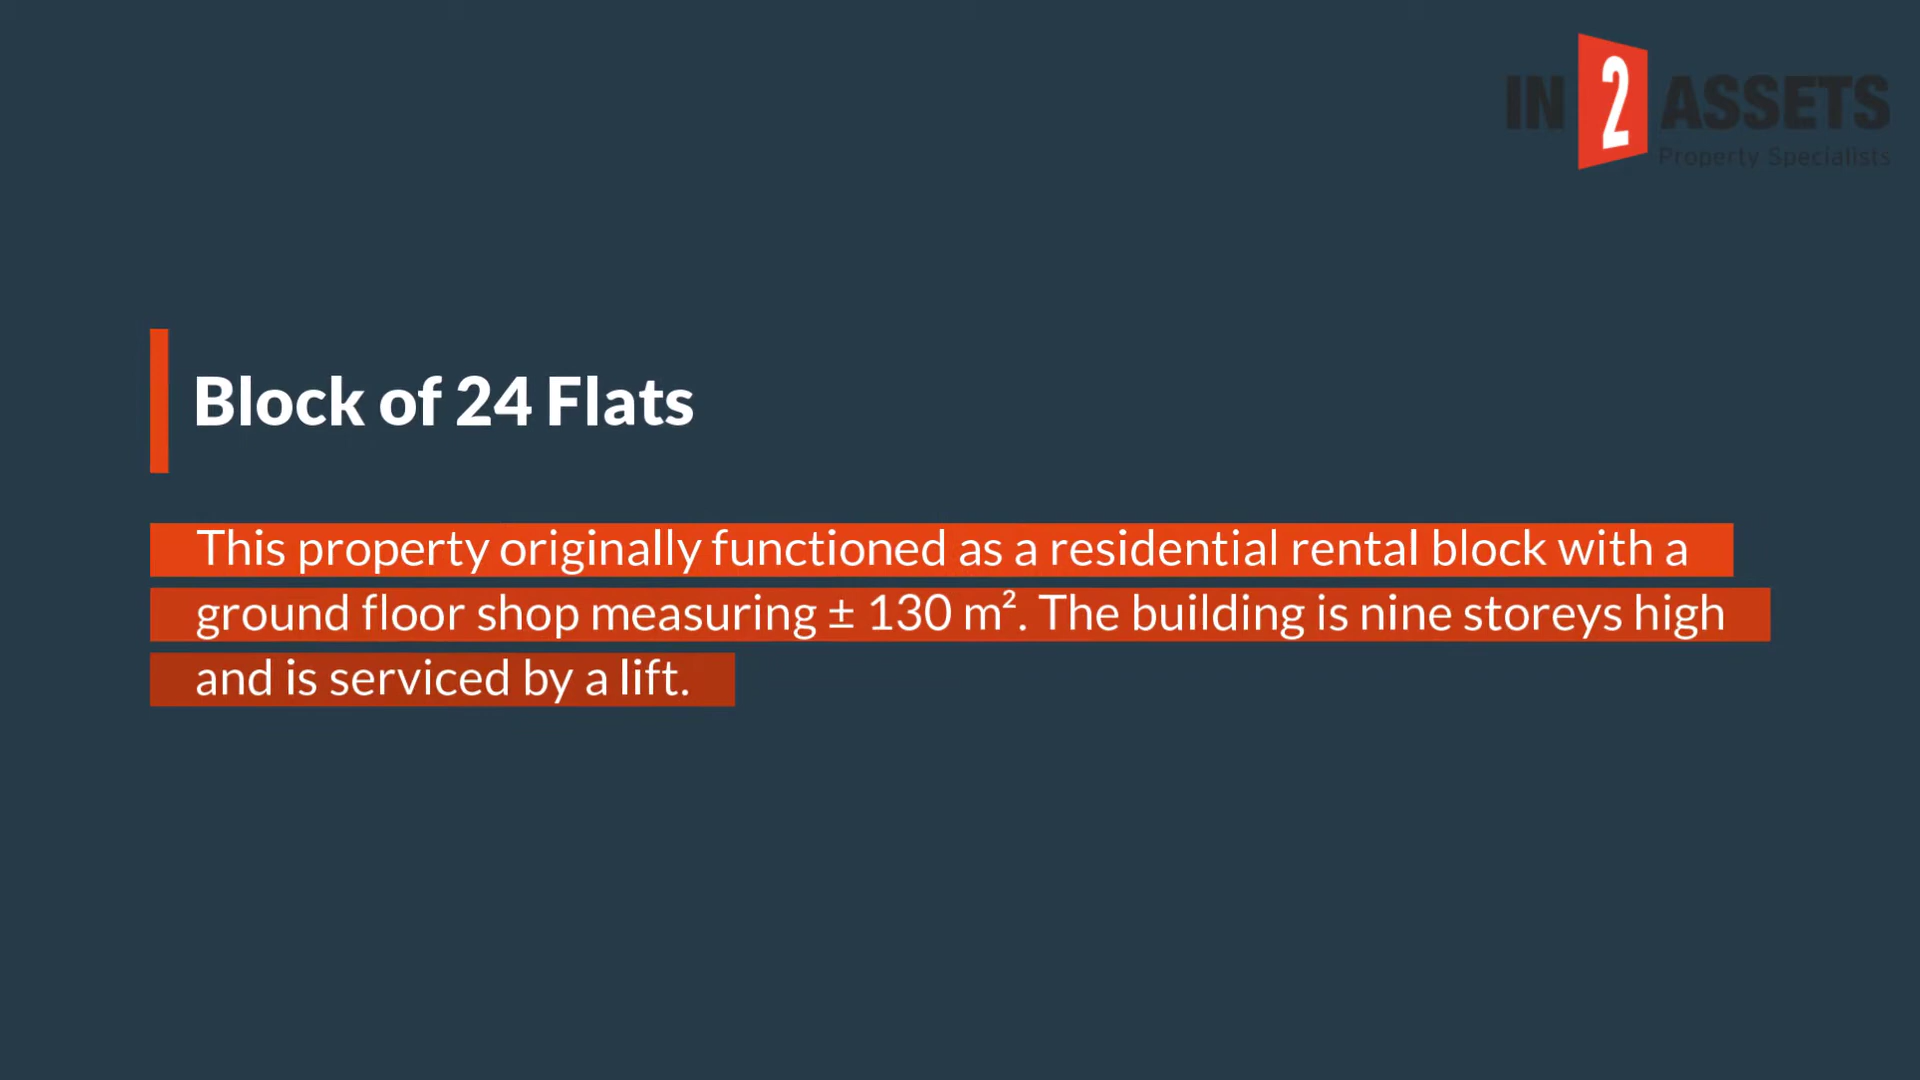 IN 2 ASSETS
Property Specialists
Block of 24 Flats
This property originally functioned as a residential rental block with a
ground floor shop measuring ± 130 m². The building is nine storeys high
and is serviced by a lift.